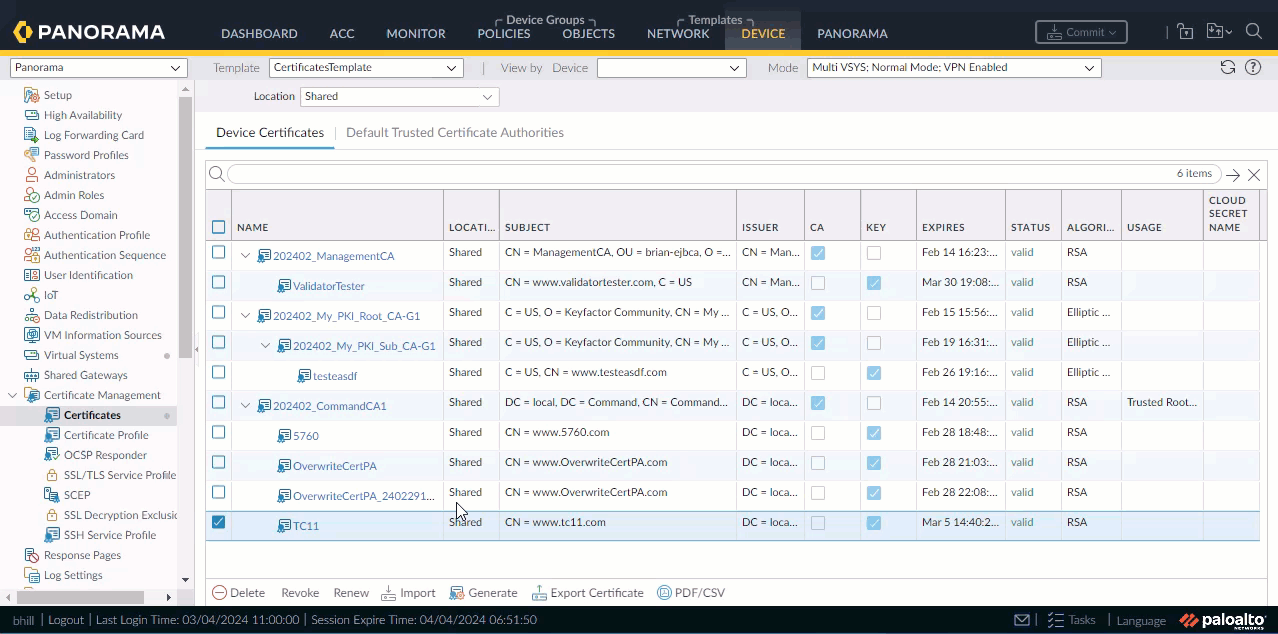 PANORAMA
Device Groups
Templates
DASHBOARD ACC MONITOR POLICIES OBJECTS NETWORK DEVICE PANORAMA
Commit
Panorama
Template CertificatesTemplate View by Device Mode Multi VSYS; Normal Mode; VPN Enabled
Location Shared
Setup
High Availability
Log Forwarding Card
Password Profiles
Administrators
Admin Roles
Access Domain
Authentication Profile
Authentication Sequence
User Identification
IoT
Data Redistribution
VM Information Sources
Virtual Systems
Shared Gateways
Certificate Management
Certificates
Certificate Profile
OCSP Responder
SSL/TLS Service Profile
SCEP
SSL Decryption Exclusic
SSH Service Profile
Response Pages
Log Settings
Device Certificates Default Trusted Certificate Authorities
6 items
NAME LOCATI... SUBJECT ISSUER CA KEY EXPIRES STATUS ALGORI... USAGE CLOUD SECRET NAME
202402_ManagementCA Shared CN = ManagementCA, OU = brian-ejbca, O =... CN = Man... Feb 14 16:23:... valid RSA
ValidatorTester Shared CN = www.validatortester.com, C = US CN = Man... Mar 30 19:08:... valid RSA
202402_My_PKI_Root_CA-G1 Shared C = US, O = Keyfactor Community, CN = My ... C = US, O... Feb 15 15:56:... valid Elliptic ...
202402_My_PKI_Sub_CA-G1 Shared C = US, O = Keyfactor Community, CN = My ... C = US, O... Feb 19 16:31:... valid Elliptic ...
testeasdf Shared C = US, CN = www.testeasdf.com C = US, O... Feb 26 19:16:... valid Elliptic ...
202402_CommandCA1 Shared DC = local, DC = Command, CN = Command... DC = loca... Feb 14 20:55:... valid RSA Trusted Root...
5760 Shared CN = www.5760.com DC = loca... Feb 28 18:48:... valid RSA
OverwriteCertPA Shared CN = www.OverwriteCertPA.com DC = loca... Feb 28 21:03:... valid RSA
OverwriteCertPA_2402291... Shared CN = www.OverwriteCertPA.com DC = loca... Feb 28 22:08:... valid RSA
TC11 Shared CN = www.tc11.com DC = loca... Mar 5 14:40:2... valid RSA
Delete Revoke Renew Import Generate Export Certificate PDF/CSV
bhill | Logout | Last Login Time: 03/04/2024 11:00:00 | Session Expire Time: 04/04/2024 06:51:50 Tasks | Language paloalto
NETWORKS